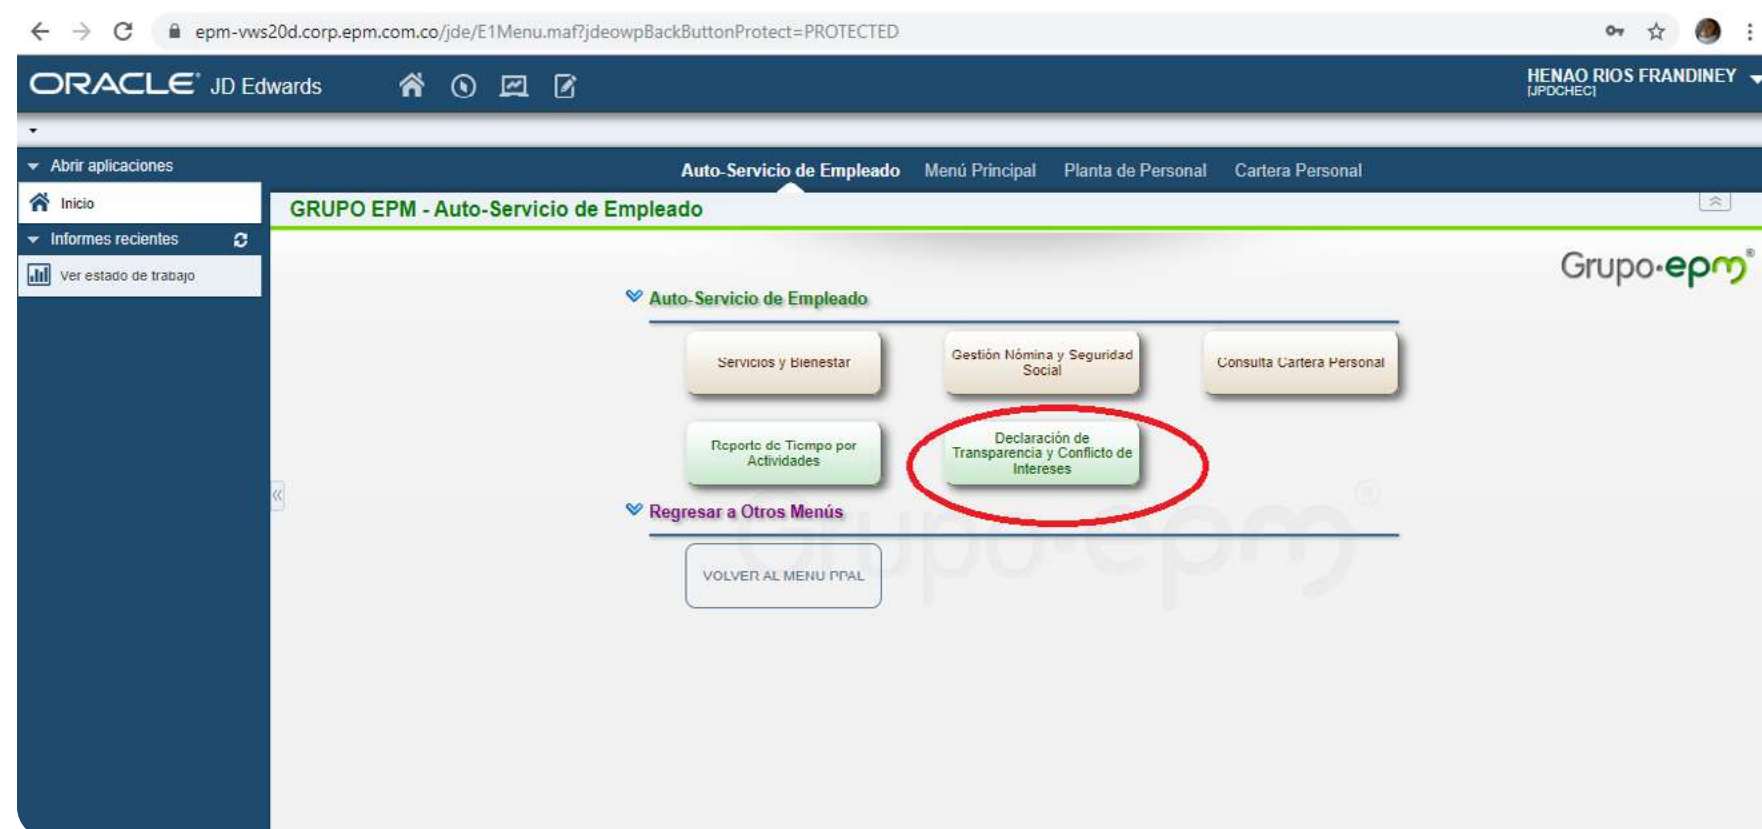 epm-vws20d.corp.epm.com.co/jde/E1Menu.maf?jdeowpBackButtonProtect=PROTECTED
ORACLE® JD Edwards
HENAO RIOS FRANDINEY
[JPDCHEC]
Abrir aplicaciones
Auto-Servicio de Empleado Menú Principal Planta de Personal Cartera Personal
Inicio
GRUPO EPM - Auto-Servicio de Empleado
Informes recientes
Ver estado de trabajo
Grupo·epm®
Auto-Servicio de Empleado
Servicios y Bienestar
Gestión Nómina y Seguridad
Social
Consulta Cartera Personal
Reporte de Tiempo por
Actividades
Declaración de
Transparencia y Conflicto de
Intereses
Regresar a Otros Menús
Grupo·epm®
VOLVER AL MENU PPAL